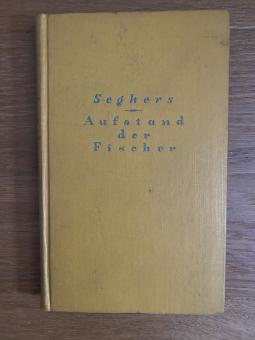 Seghers
Aufstand
der
Fischer